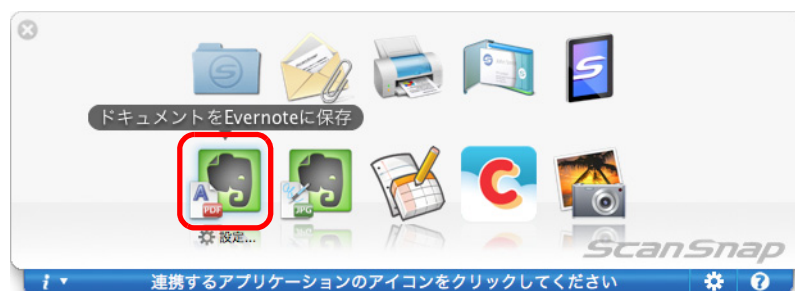 ドキュメントをEvernoteに保存
A
PDF
JPG
C
設定...
ScanSnap
i
連携するアプリケーションのアイコンをクリックしてください
?